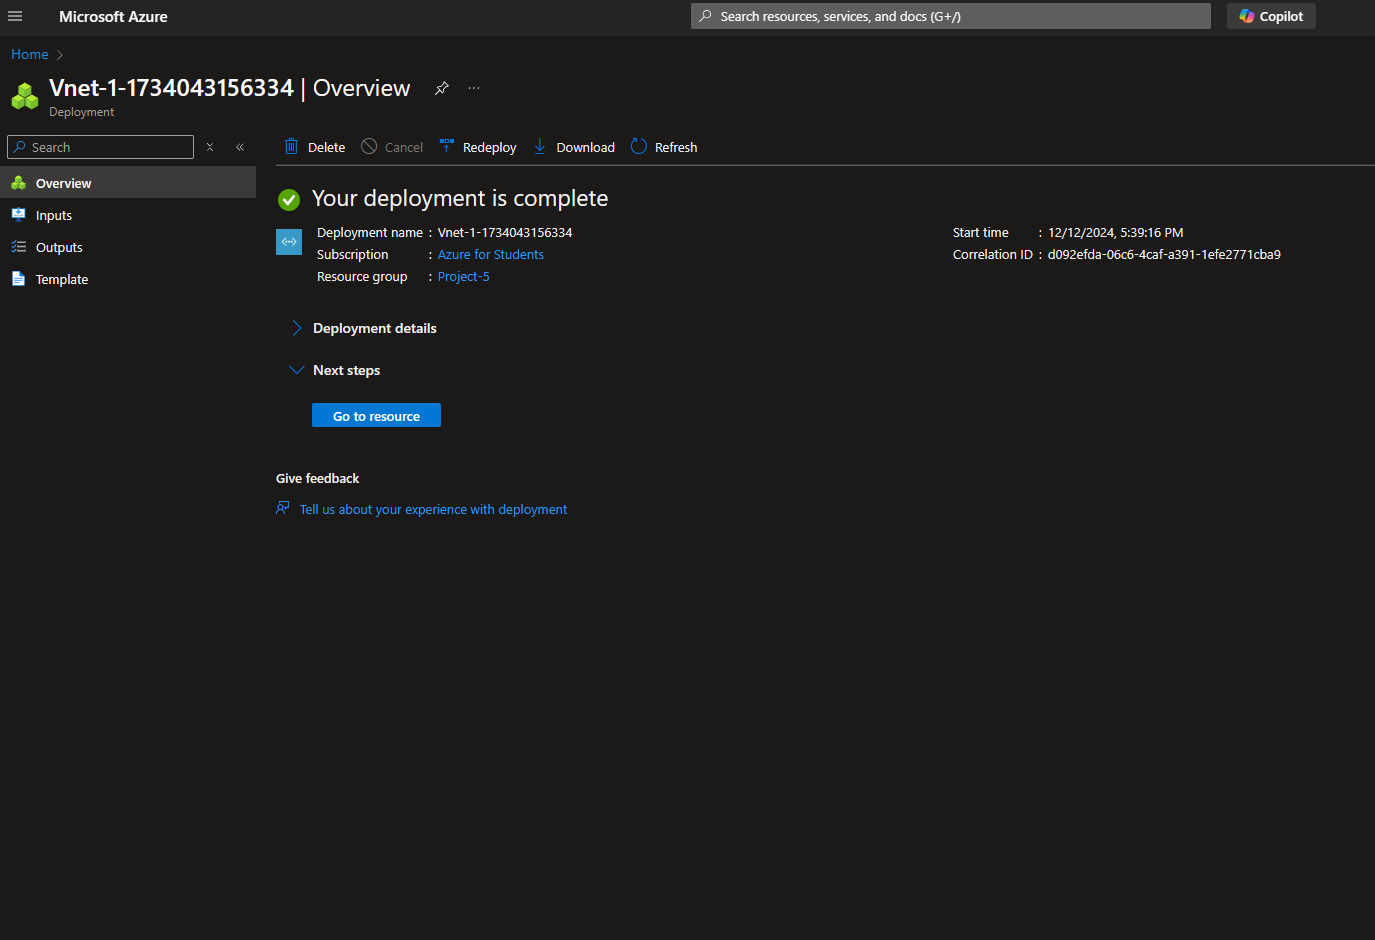 Microsoft Azure
Search resources, services, and docs (G+/)
Copilot
Home
Vnet-1-1734043156334 | Overview
Deployment
Search
Delete
Cancel
Redeploy
Download
Refresh
Overview
Inputs
Outputs
Template
Your deployment is complete
Deployment name : Vnet-1-1734043156334
Subscription : Azure for Students
Resource group : Project-5
Start time : 12/12/2024, 5:39:16 PM
Correlation ID : d092efda-06c6-4caf-a391-1efe2771cba9
Deployment details
Next steps
Go to resource
Give feedback
Tell us about your experience with deployment